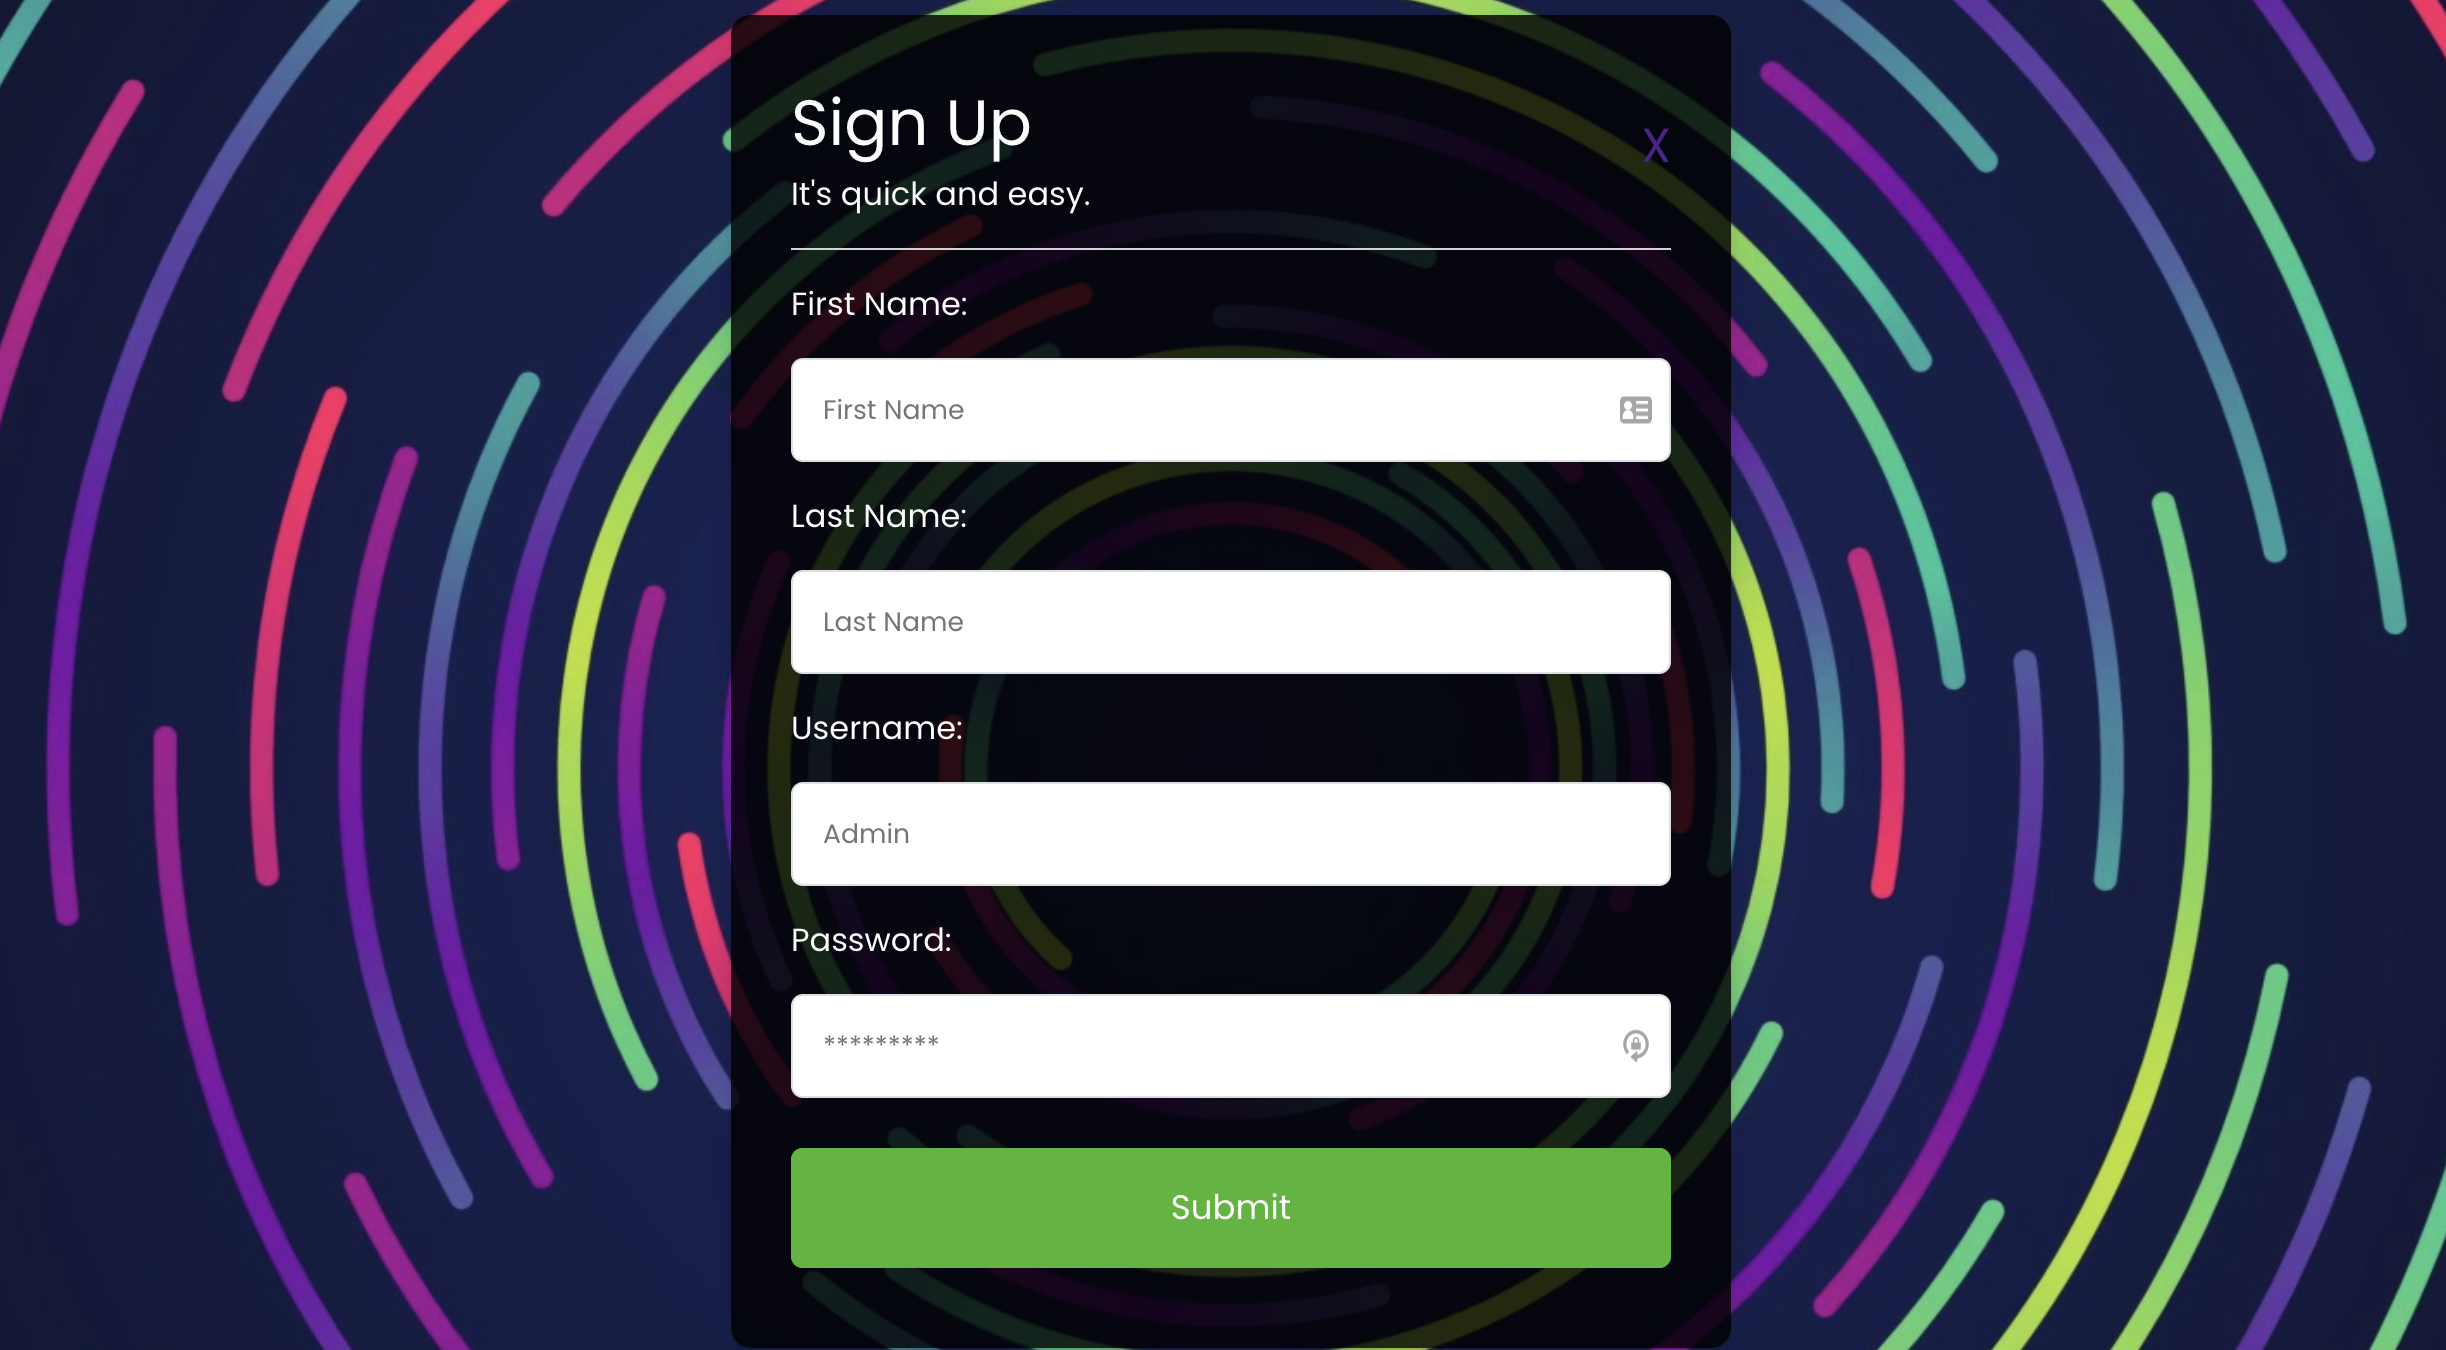 Sign Up
X
It's quick and easy.
First Name:
First Name
Last Name:
Last Name
Username:
Admin
Password:
*********
Submit